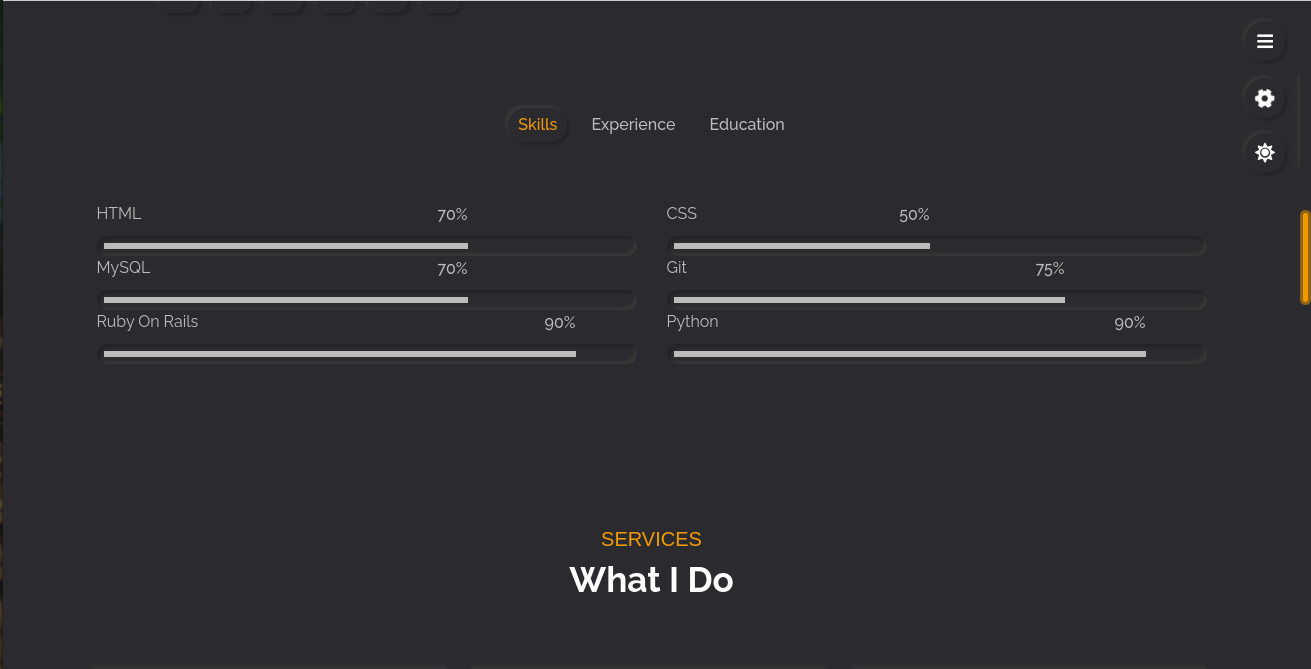 Skills Experience Education
HTML 70% CSS 50%
MySQL 70% Git 75%
Ruby On Rails 90% Python 90%
SERVICES
What I Do